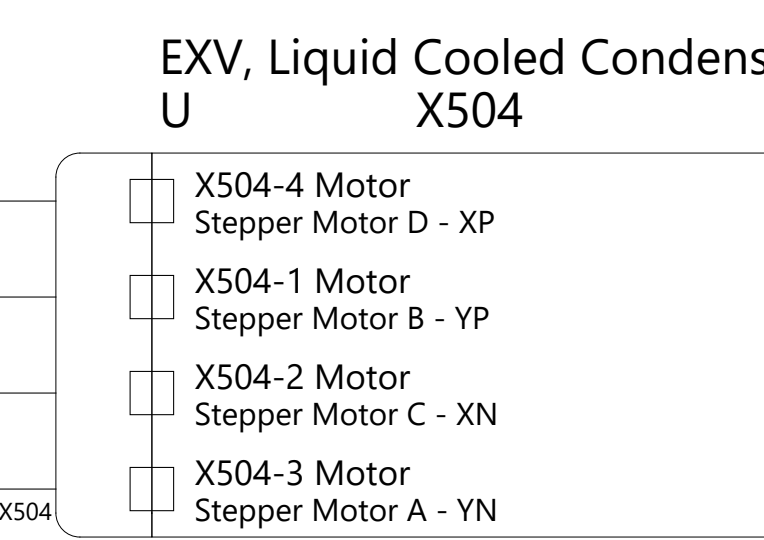 EXV, Liquid Cooled Condens
U X504
X504-4 Motor
Stepper Motor D - XP
X504-1 Motor
Stepper Motor B - YP
X504-2 Motor
Stepper Motor C - XN
X504-3 Motor
Stepper Motor A - YN
X504